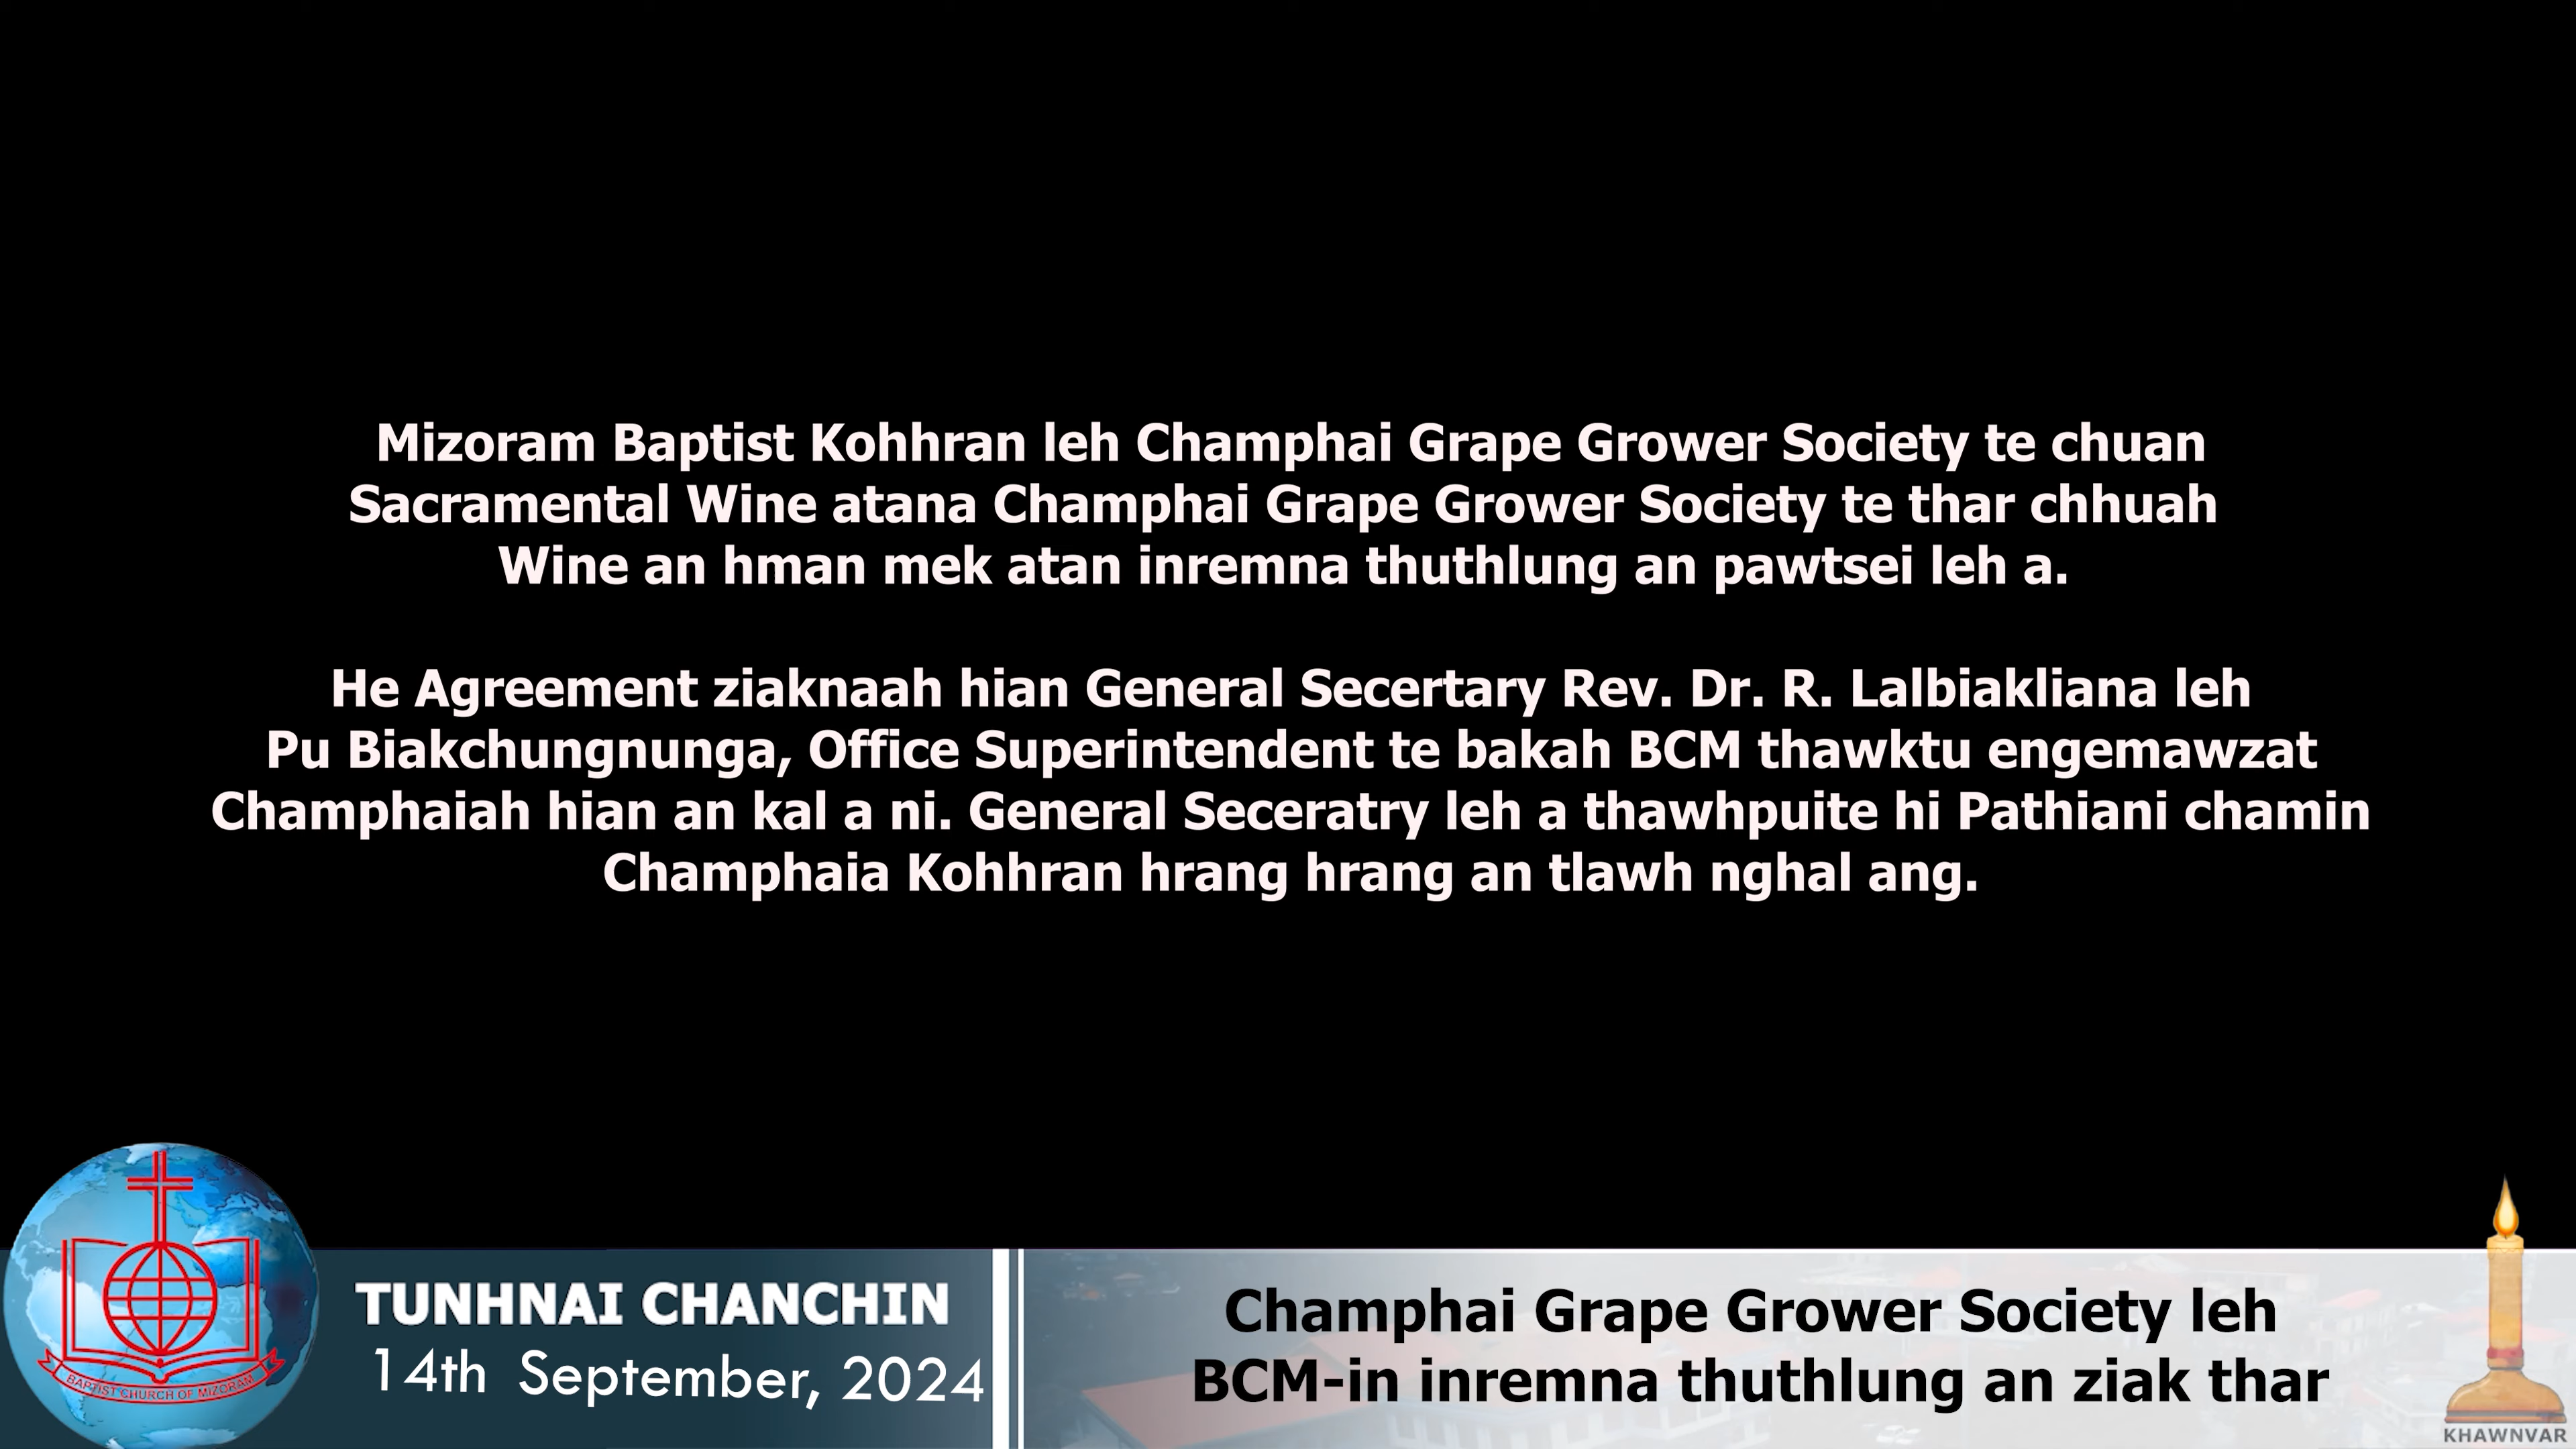 Mizoram Baptist Kohhran leh Champhai Grape Grower Society te chuan
Sacramental Wine atana Champhai Grape Grower Society te thar chhuah
Wine an hman mek atan inremna thuthlung an pawtsei leh a.
He Agreement ziaknaah hian General Secertary Rev. Dr. R. Lalbiakliana leh
Pu Biakchungnunga, Office Superintendent te bakah BCM thawktu engemawzat
Champhaiah hian an kal a ni. General Seceratry leh a thawhpuite hi Pathiani chamin
Champhaia Kohhran hrang hrang an tlawh nghal ang.
BAPTIST CHURCH OF MIZORAM
TUNHNAI CHANCHIN
14th September, 2024
Champhai Grape Grower Society leh
BCM-in inremna thuthlung an ziak thar
KHAWNVAR